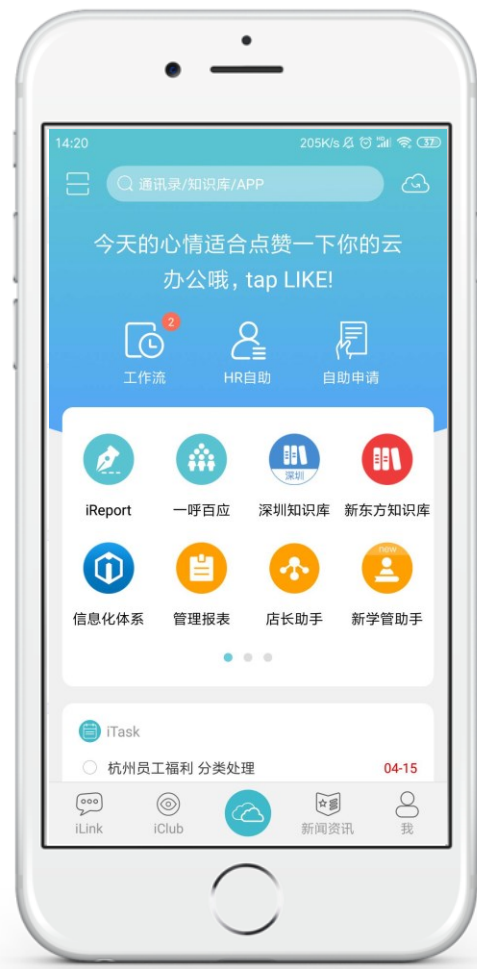 14:20
205K/s
HD
37
通讯录/知识库/APP
今天的心情适合点赞一下你的云
办公哦，tap LIKE!
2
工作流
HR自助
自助申请
深圳
iReport
一呼百应
深圳知识库
新东方知识库
new
信息化体系
管理报表
店长助手
新学管助手
iTask
杭州员工福利 分类处理
04-15
iLink
iClub
新闻资讯
我